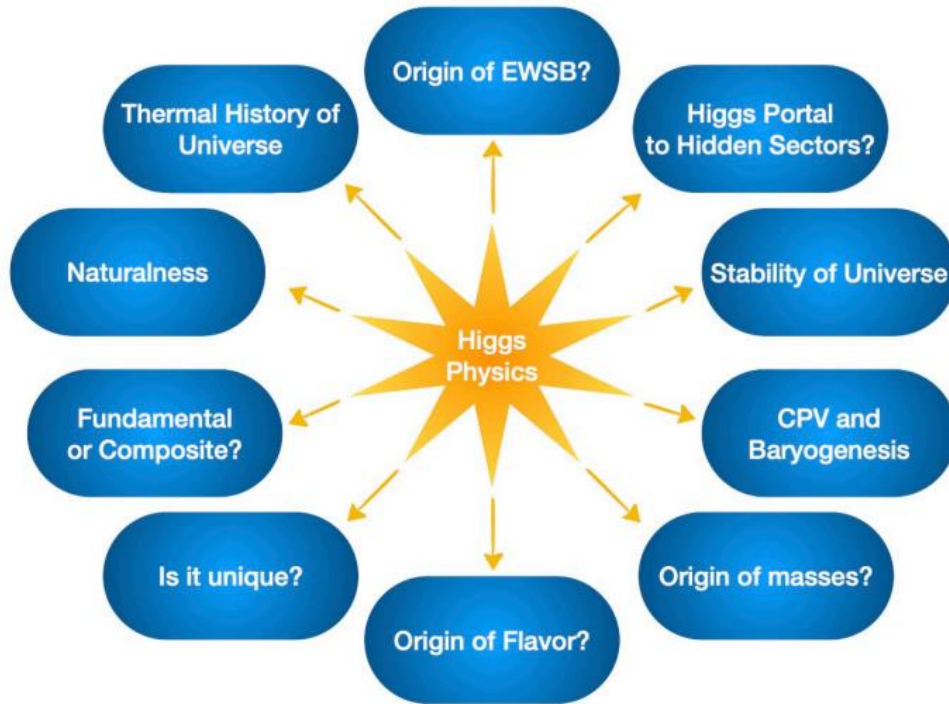 Origin of EWSB?
Thermal History of
Universe
Higgs Portal
to Hidden Sectors?
Naturalness
Stability of Universe
Higgs
Physics
Fundamental
or Composite?
CPV and
Baryogenesis
Is it unique?
Origin of masses?
Origin of Flavor?